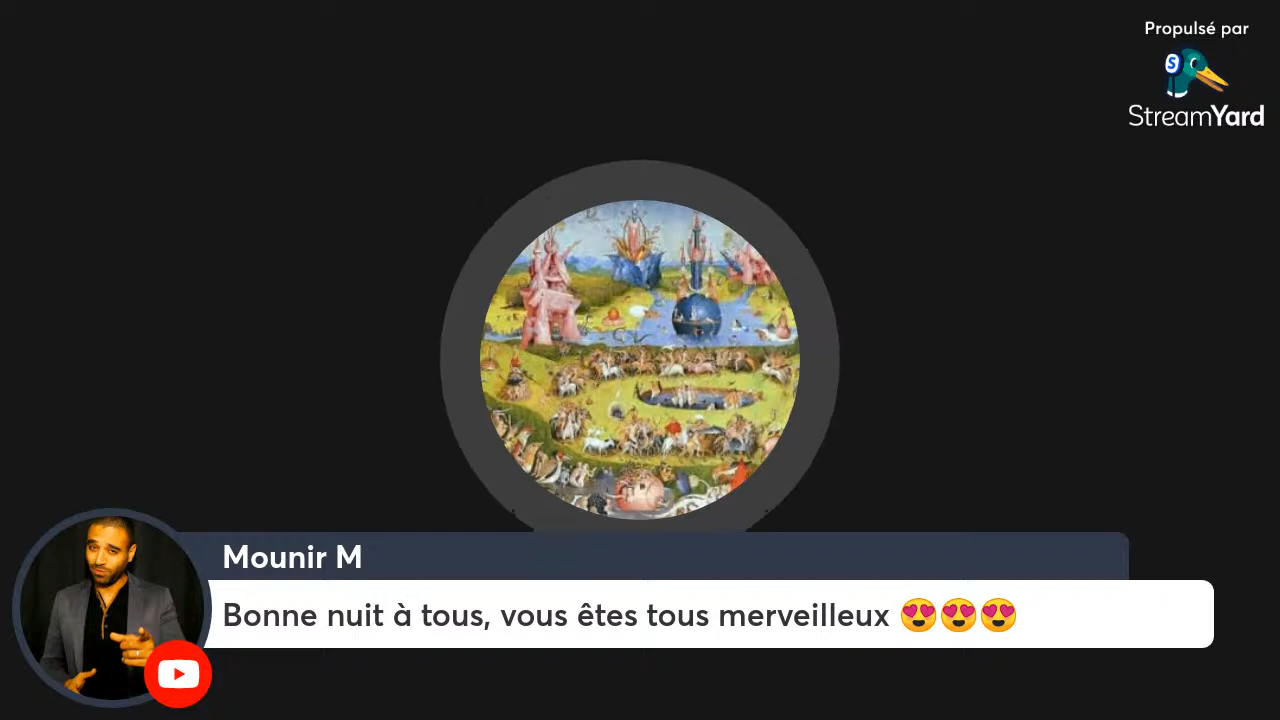 Propulsé par
StreamYard
Mounir M
Bonne nuit à tous, vous êtes tous merveilleux 😍😍😍